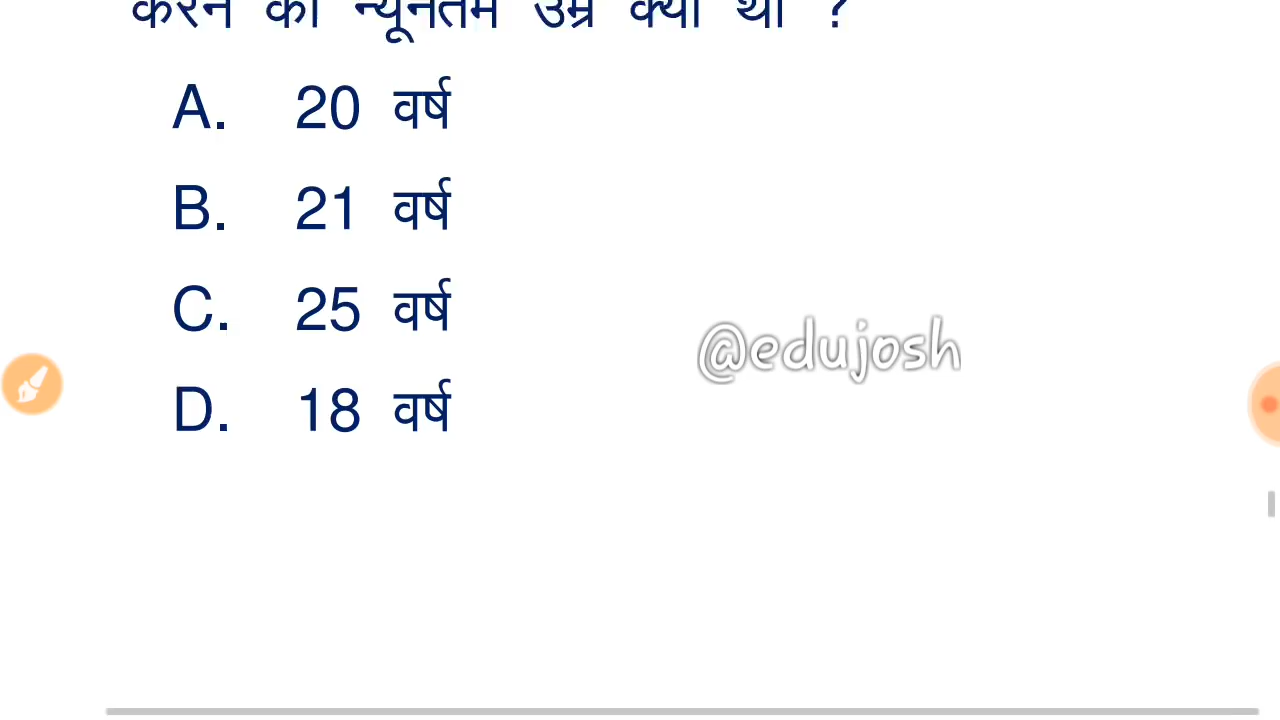 करने की न्यूनतम उम्र क्या थी ?
A. 20 वर्ष
B. 21 वर्ष
C. 25 वर्ष
@edujosh
D. 18 वर्ष